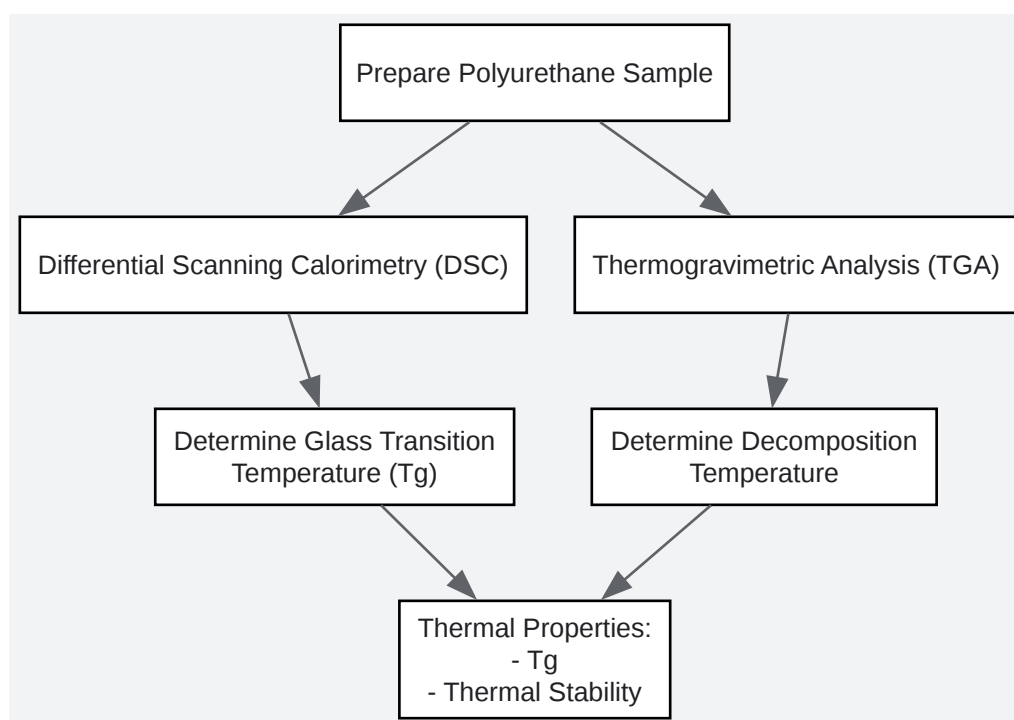 Prepare Polyurethane Sample
Differential Scanning Calorimetry (DSC)
Thermogravimetric Analysis (TGA)
Determine Glass Transition
Temperature (Tg)
Determine Decomposition
Temperature
Thermal Properties:
- Tg
- Thermal Stability